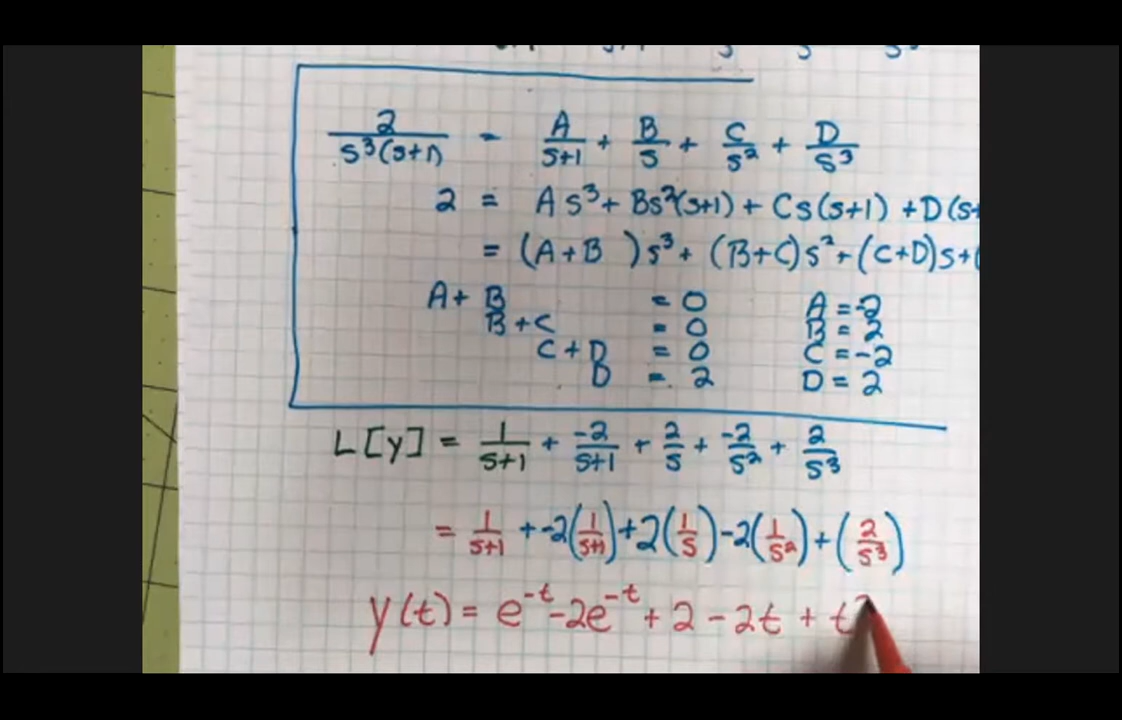 2/(s³(s+1)) = A/(s+1) + B/s + C/s² + D/s³
2 = As³ + Bs²(s+1) + Cs(s+1) + D(s
= (A+B )s³ + (B+C)s² + (C+D)s+
A + B = 0 A = -2
B + C = 0 B = 2
C + D = 0 C = -2
D = 2 D = 2
L[y] = 1/(s+1) + -2/(s+1) + 2/s + -2/s² + 2/s³
= 1/(s+1) + -2(1/(s+1)) + 2(1/s) - 2(1/s²) + (2/s³)
y(t) = e^-t - 2e^-t + 2 - 2t + t²